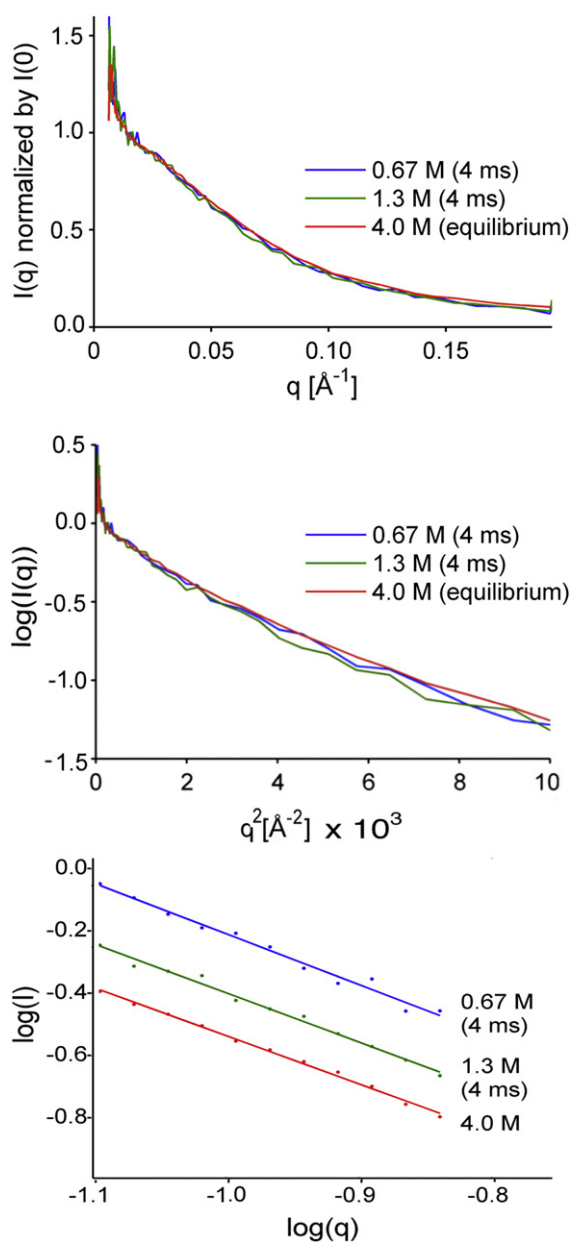 I(q) normalized by I(0)
1.5
1.0
0.5
0.0
0.67 M (4 ms)
1.3 M (4 ms)
4.0 M (equilibrium)
0
0.05
0.10
0.15
q [Å⁻¹]
log(I(q))
0.5
0.0
-0.5
-1.0
-1.5
0.67 M (4 ms)
1.3 M (4 ms)
4.0 M (equilibrium)
0
2
4
6
8
10
q²[Å⁻²] x 10³
log(I)
0.0
-0.2
-0.4
-0.6
-0.8
0.67 M
(4 ms)
1.3 M
(4 ms)
4.0 M
-1.1
-1.0
-0.9
-0.8
log(q)